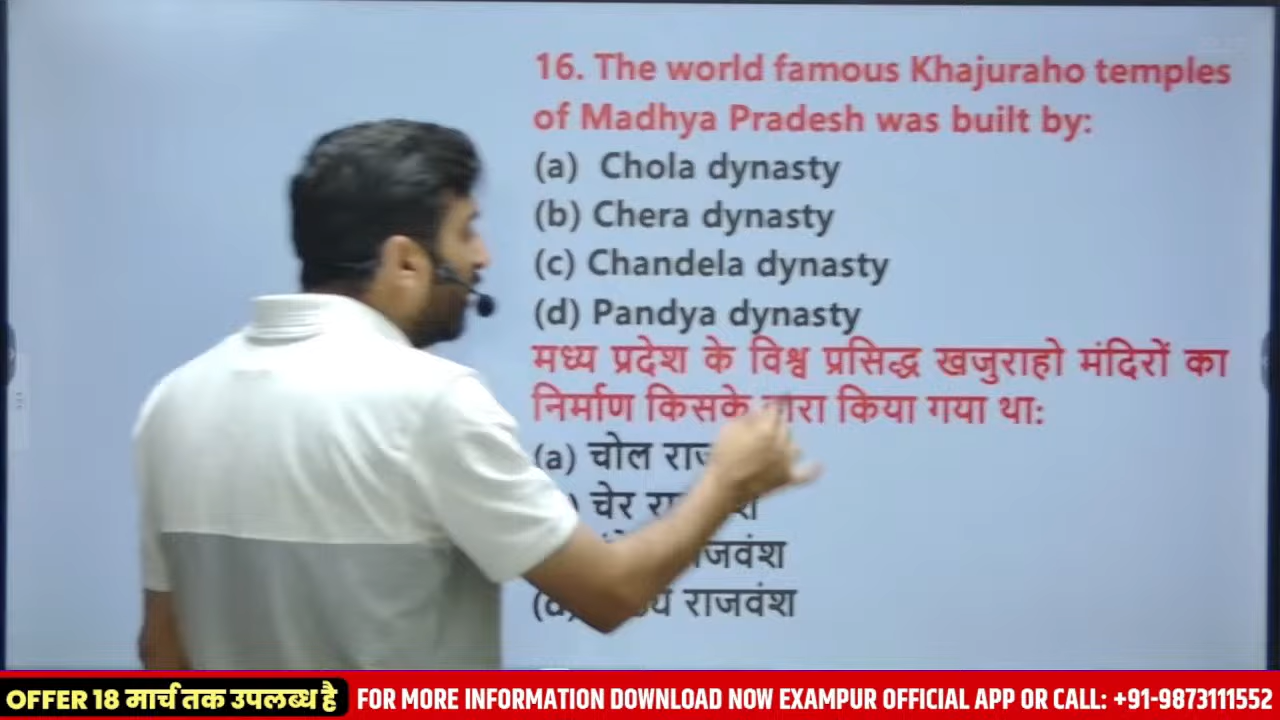 16. The world famous Khajuraho temples
of Madhya Pradesh was built by:
(a) Chola dynasty
(b) Chera dynasty
(c) Chandela dynasty
(d) Pandya dynasty
मध्य प्रदेश के विश्व प्रसिद्ध खजुराहो मंदिरों का
निर्माण किसके किया गया था:
(a) चोल
चेर
राजवंश
OFFER 18 मार्च तक उपलब्ध है FOR MORE INFORMATION DOWNLOAD NOW EXAMPUR OFFICIAL APP OR CALL: +91-9873111552